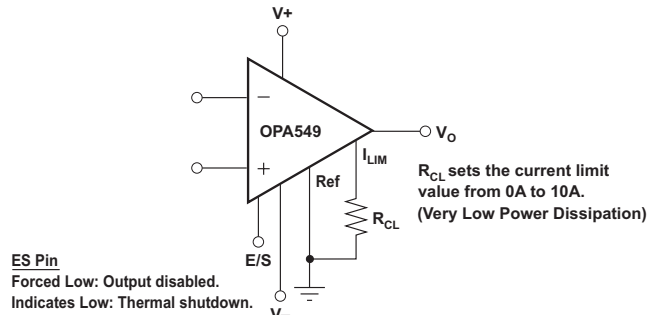 V+
−
OPA549
V_O
I_LIM
+
Ref
R_CL sets the current limit
value from 0A to 10A.
(Very Low Power Dissipation)
R_CL
E/S
ES Pin
Forced Low: Output disabled.
Indicates Low: Thermal shutdown.
V−